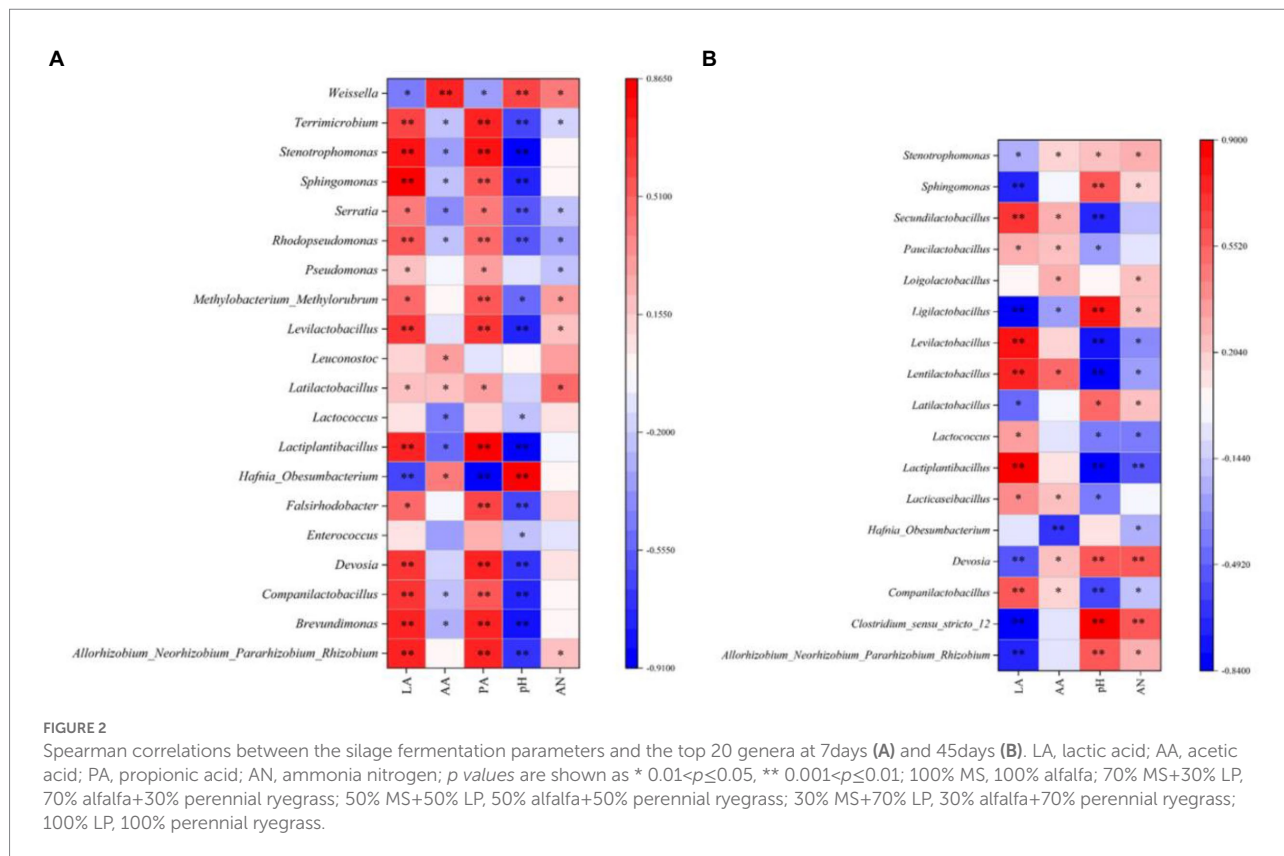 A
B
Weissella * ** * ** *
Terrimicrobium ** * ** ** *
Stenotrophomonas ** * ** **
Sphingomonas ** * ** **
Serratia * * * ** *
Rhodopseudomonas ** * ** ** *
Pseudomonas * * *
Methylobacterium_Methylorubrum * ** * *
Levilactobacillus ** ** ** *
Leuconostoc *
Latilactobacillus * * * *
Lactococcus * *
Lactiplantibacillus ** * ** **
Hafnia_Obesumbacterium ** * ** **
Falsirhodobacter * ** **
Enterococcus *
Devosia ** ** **
Companilactobacillus ** * ** **
Brevundimonas ** * ** **
Allorhizobium_Neorhizobium_Pararhizobium_Rhizobium ** ** ** *
LA AA PA pH AN
0.8650
0.5100
0.1550
-0.2000
-0.5550
-0.9100
Stenotrophomonas * * * *
Sphingomonas ** ** *
Secundilactobacillus ** * **
Paucilactobacillus * * *
Loigolactobacillus * *
Ligilactobacillus ** * ** *
Levilactobacillus ** ** *
Lentilactobacillus ** * ** *
Latilactobacillus * * *
Lactococcus * * *
Lactiplantibacillus ** ** **
Lacticaseibacillus * * *
Hafnia_Obesumbacterium ** *
Devosia ** * ** **
Companilactobacillus ** * ** *
Clostridium_sensu_stricto_12 ** ** **
Allorhizobium_Neorhizobium_Pararhizobium_Rhizobium ** ** *
LA AA pH AN
0.9000
0.5520
0.2040
-0.1440
-0.4920
-0.8400
FIGURE 2
Spearman correlations between the silage fermentation parameters and the top 20 genera at 7days (A) and 45days (B). LA, lactic acid; AA, acetic
acid; PA, propionic acid; AN, ammonia nitrogen; p values are shown as * 0.01<p≤0.05, ** 0.001<p≤0.01; 100% MS, 100% alfalfa; 70% MS+30% LP,
70% alfalfa+30% perennial ryegrass; 50% MS+50% LP, 50% alfalfa+50% perennial ryegrass; 30% MS+70% LP, 30% alfalfa+70% perennial ryegrass;
100% LP, 100% perennial ryegrass.